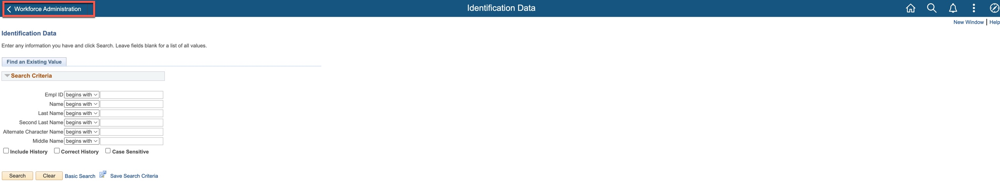 Workforce Administration
Identification Data
New Window | Help
Identification Data
Enter any information you have and click Search. Leave fields blank for a list of all values.
Find an Existing Value
Search Criteria
Empl ID begins with
Name begins with
Last Name begins with
Second Last Name begins with
Alternate Character Name begins with
Middle Name begins with
Include History Correct History Case Sensitive
Search Clear Basic Search Save Search Criteria